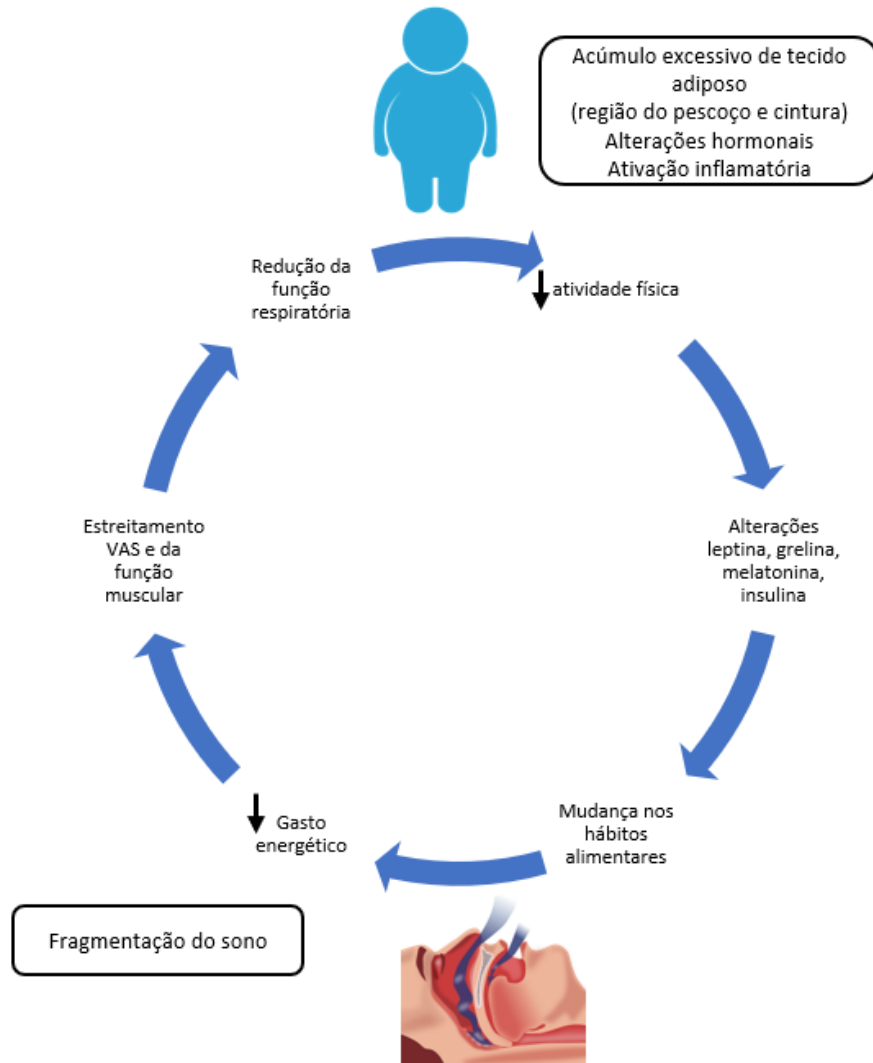 Acúmulo excessivo de tecido
adiposo
(região do pescoço e cintura)
Alterações hormonais
Ativação inflamatória
Redução da
função
respiratória
atividade física
Estreitamento
VAS e da
função
muscular
Alterações
leptina, grelina,
melatonina,
insulina
Gasto
energético
Mudança nos
hábitos
alimentares
Fragmentação do sono